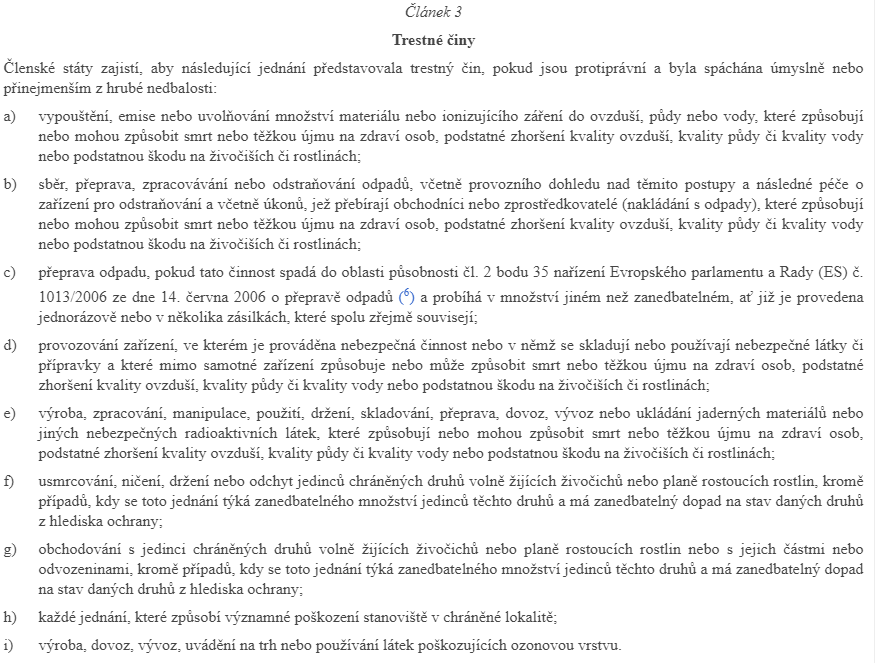 Článek 3
Trestné činy
Členské státy zajistí, aby následující jednání představovala trestný čin, pokud jsou protiprávní a byla spáchána úmyslně nebo
přinejmenším z hrubé nedbalosti:
a) vypouštění, emise nebo uvolňování množství materiálu nebo ionizujícího záření do ovzduší, půdy nebo vody, které způsobují
nebo mohou způsobit smrt nebo těžkou újmu na zdraví osob, podstatné zhoršení kvality ovzduší, kvality půdy či kvality vody
nebo podstatnou škodu na živočiších či rostlinách;
b) sběr, přeprava, zpracovávání nebo odstraňování odpadů, včetně provozního dohledu nad těmito postupy a následné péče o
zařízení pro odstraňování a včetně úkonů, jež přebírají obchodníci nebo zprostředkovatelé (nakládání s odpady), které způsobují
nebo mohou způsobit smrt nebo těžkou újmu na zdraví osob, podstatné zhoršení kvality ovzduší, kvality půdy či kvality vody
nebo podstatnou škodu na živočiších či rostlinách;
c) přeprava odpadu, pokud tato činnost spadá do oblasti působnosti čl. 2 bodu 35 nařízení Evropského parlamentu a Rady (ES) č.
1013/2006 ze dne 14. června 2006 o přepravě odpadů (6) a probíhá v množství jiném než zanedbatelném, ať již je provedena
jednorázově nebo v několika zásilkách, které spolu zřejmě souvisejí;
d) provozování zařízení, ve kterém je prováděna nebezpečná činnost nebo v němž se skladují nebo používají nebezpečné látky či
přípravky a které mimo samotné zařízení způsobuje nebo může způsobit smrt nebo těžkou újmu na zdraví osob, podstatné
zhoršení kvality ovzduší, kvality půdy či kvality vody nebo podstatnou škodu na živočiších či rostlinách;
e) výroba, zpracování, manipulace, použití, držení, skladování, přeprava, dovoz, vývoz nebo ukládání jaderných materiálů nebo
jiných nebezpečných radioaktivních látek, které způsobují nebo mohou způsobit smrt nebo těžkou újmu na zdraví osob,
podstatné zhoršení kvality ovzduší, kvality půdy či kvality vody nebo podstatnou škodu na živočiších či rostlinách;
f) usmrcování, ničení, držení nebo odchyt jedinců chráněných druhů volně žijících živočichů nebo planě rostoucích rostlin, kromě
případů, kdy se toto jednání týká zanedbatelného množství jedinců těchto druhů a má zanedbatelný dopad na stav daných druhů
z hlediska ochrany;
g) obchodování s jedinci chráněných druhů volně žijících živočichů nebo planě rostoucích rostlin nebo s jejich částmi nebo
odvozeninami, kromě případů, kdy se toto jednání týká zanedbatelného množství jedinců těchto druhů a má zanedbatelný dopad
na stav daných druhů z hlediska ochrany;
h) každé jednání, které způsobí významné poškození stanoviště v chráněné lokalitě;
i) výroba, dovoz, vývoz, uvádění na trh nebo používání látek poškozujících ozonovou vrstvu.